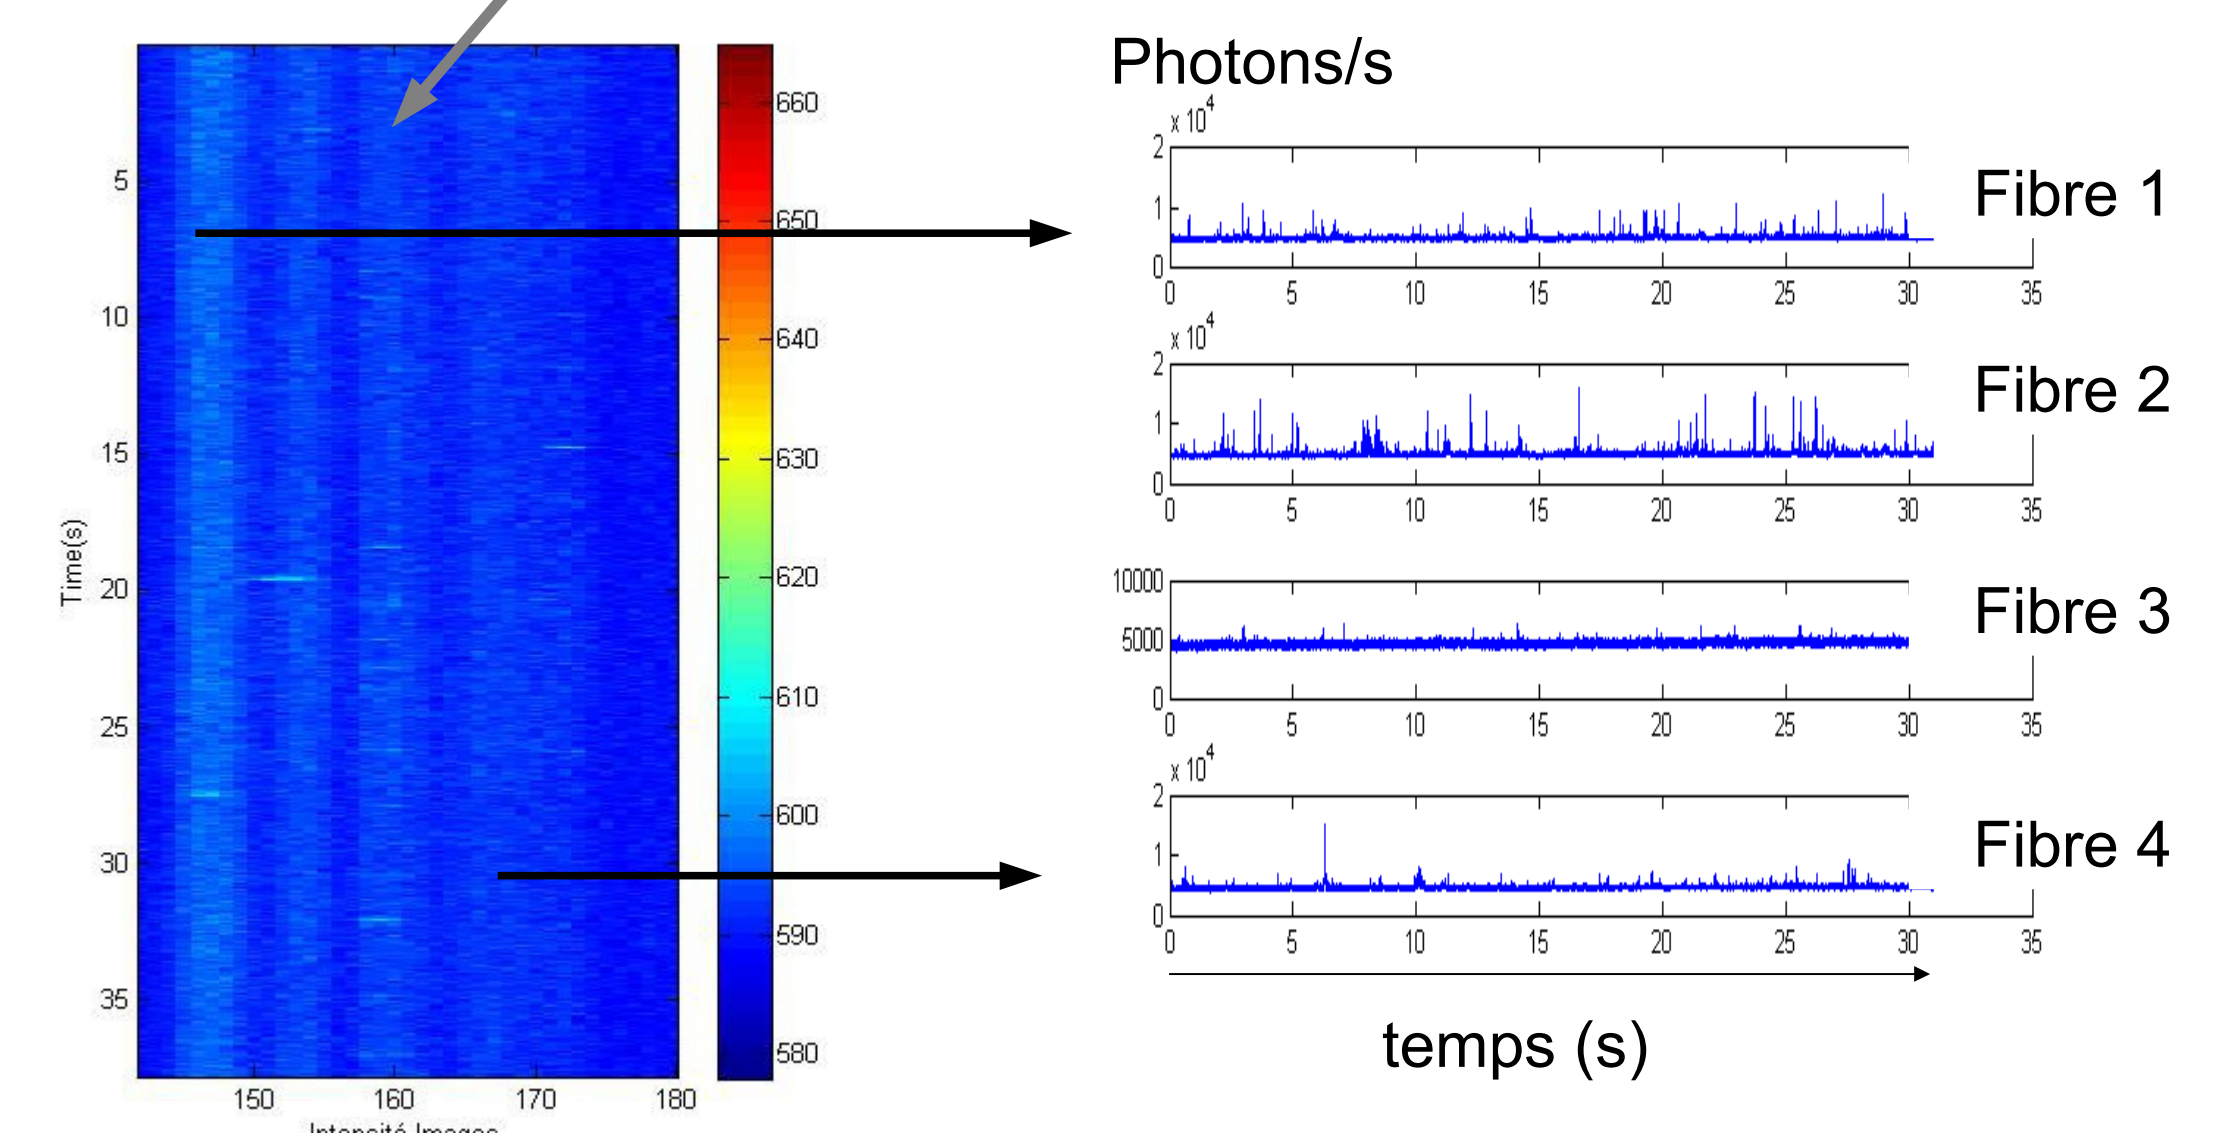 Photons/s
660
650
640
630
620
610
600
590
580
5
10
15
20
25
30
35
Time(s)
150 160 170 180
Intensité Images
x 10^4
2
1
0
0 5 10 15 20 25 30 35
Fibre 1
x 10^4
2
1
0
0 5 10 15 20 25 30 35
Fibre 2
10000
5000
0
0 5 10 15 20 25 30 35
Fibre 3
x 10^4
2
1
0
0 5 10 15 20 25 30 35
Fibre 4
temps (s)